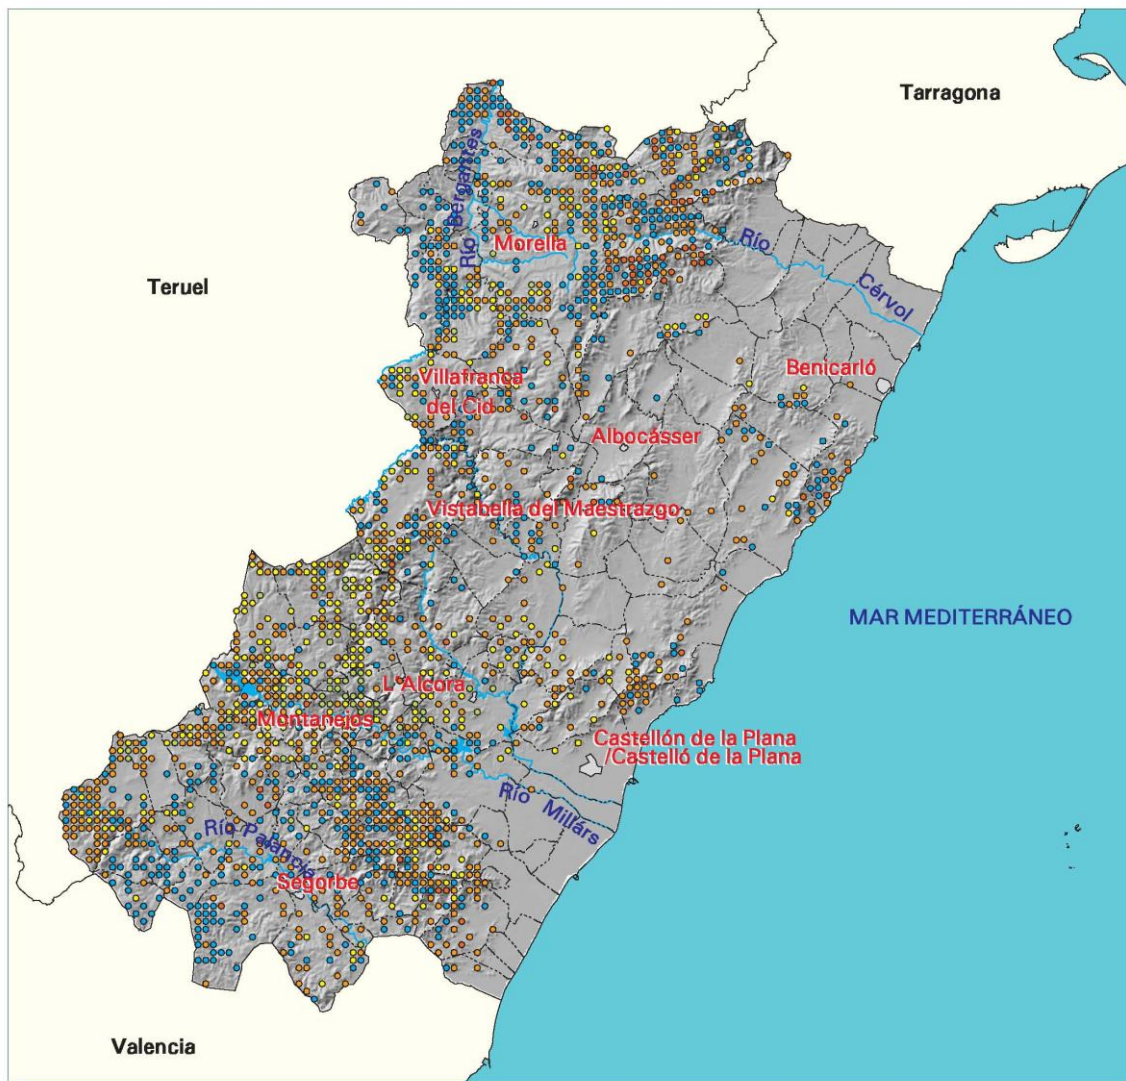 Tarragona
Río Bergantes
Morella
Río Cérvol
Teruel
Benicarló
Villafranca
del Cid
Albocásser
Vistabella del Maestrazgo
MAR MEDITERRÁNEO
L'Alcora
Montanejos
Castellón de la Plana
/Castelló de la Plana
Río Millárs
Río Palancia
Segorbe
Valencia